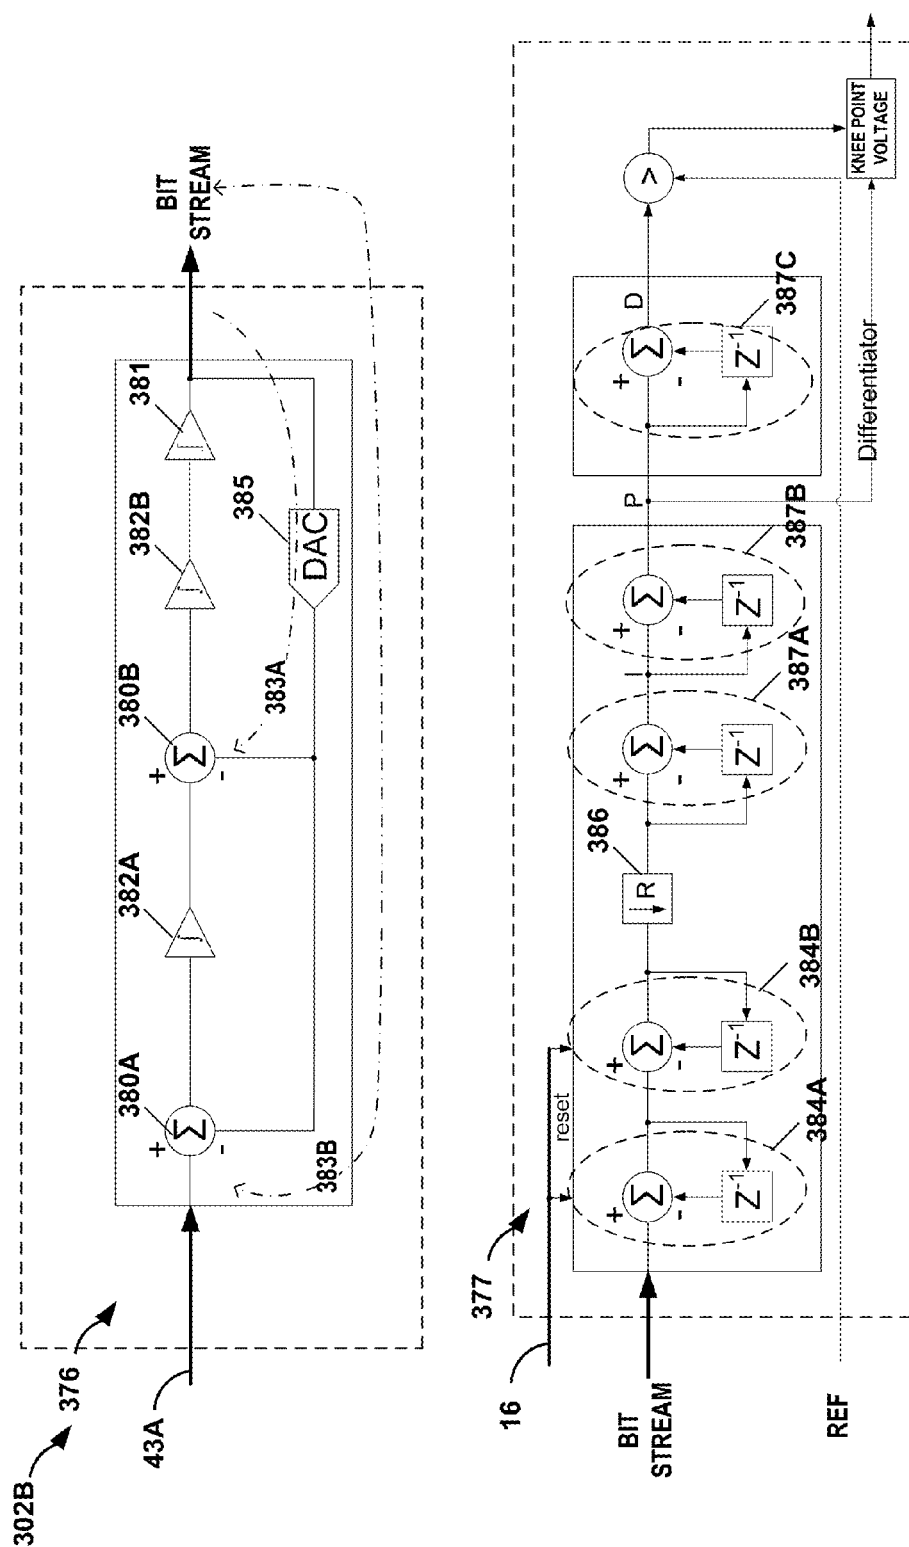 302B
376
43A
380A
+
Σ
-
383B
382A
∫
380B
+
Σ
-
383A
382B
∫
385
DAC
381
BIT
STREAM
377
16
reset
BIT
STREAM
REF
+
Σ
-
Z-1
384A
+
Σ
-
Z-1
384B
R
386
+
Σ
-
Z-1
387A
I
+
Σ
-
Z-1
387B
P
+
Σ
-
Z-1
387C
D
Differentiator
>
KNEE POINT
VOLTAGE